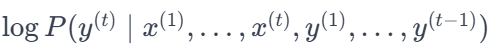 log P(y^{(t)} | x^{(1)}, . . . , x^{(t)}, y^{(1)}, . . . , y^{(t−1)})